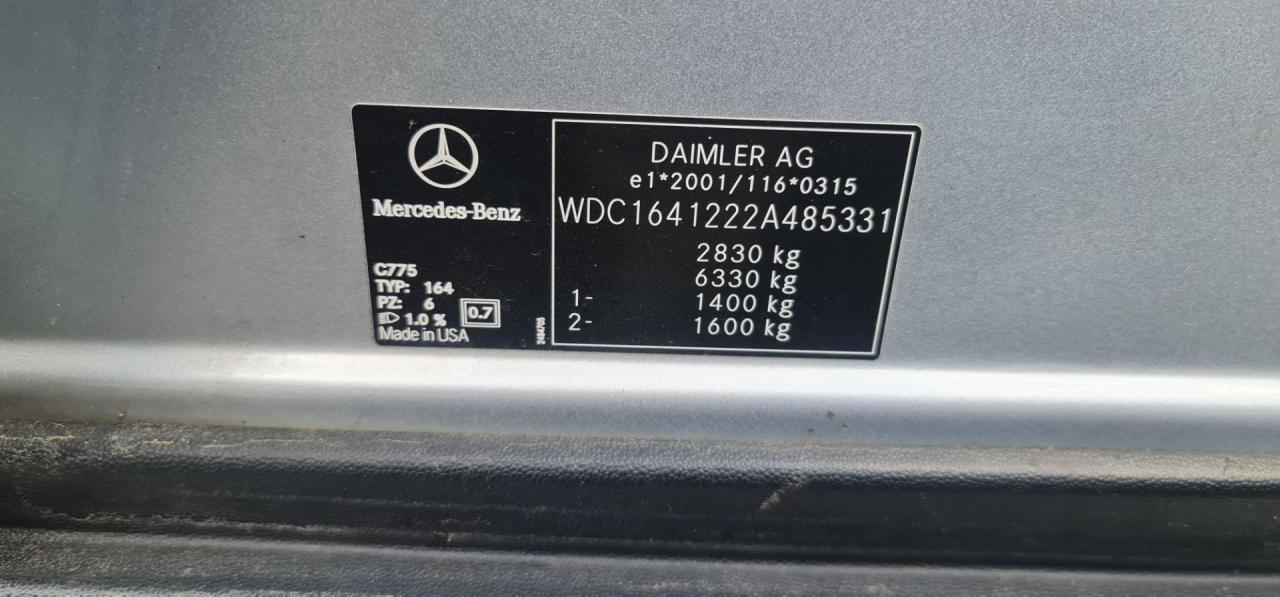 Mercedes-Benz
C775
TYP: 164
PZ: 6
1.0 % 0.7
Made in USA
2484705
DAIMLER AG
e1*2001/116*0315
WDC1641222A485331
2830 kg
6330 kg
1- 1400 kg
2- 1600 kg